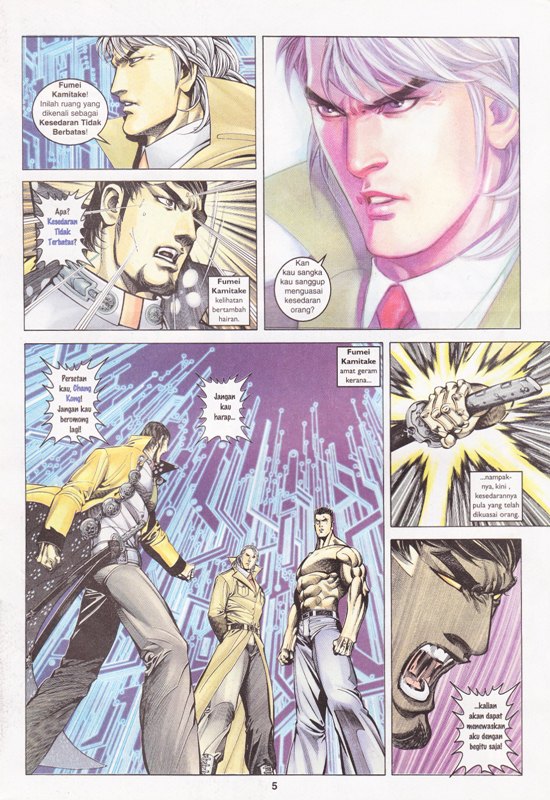 Fumei
Kamitake!
Inilah ruang yang
dikenali sebagai
Kesedaran Tidak
Berbatas!
Kan
kau sangka
kau sanggup
menguasai
kesedaran
orang?
Apa?
Kesedaran
Tidak
Terbatas?
Fumei
Kamitake
kelihatan
bertambah
hairan.
Persetan
kau, Chang
Kong!
Jangan kau
beromong
lagi!
Jangan
kau
harap...
Fumei
Kamitake
amat geram
kerana...
...nampak-
nya, kini ,
kesedarannya
pula yang telah
dikuasai orang.
...kalian
akan dapat
menewaskan
aku dengan
begitu saja!
5